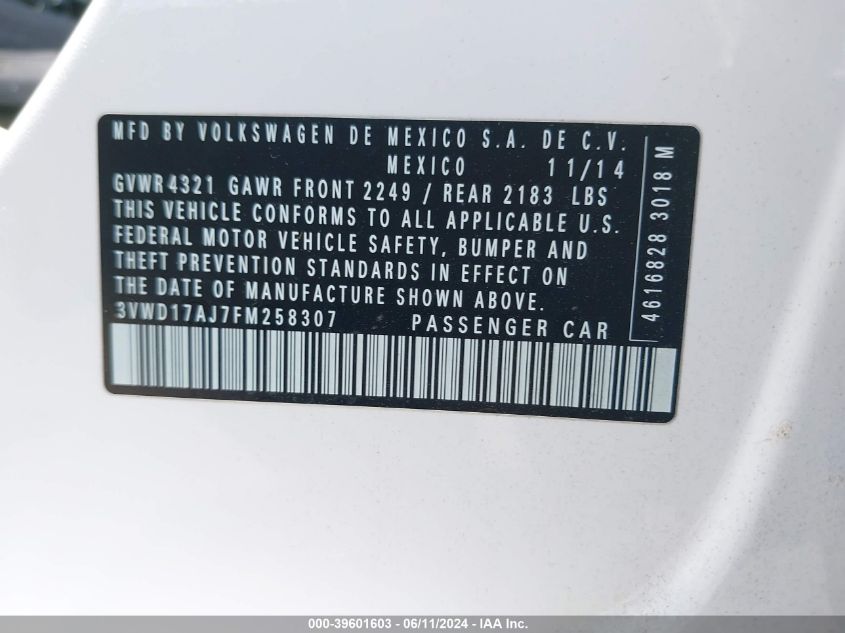 MFD BY VOLKSWAGEN DE MEXICO S.A. DE C.V.
MEXICO 11/14
GVWR 4321 GAWR FRONT 2249 / REAR 2183 LBS
THIS VEHICLE CONFORMS TO ALL APPLICABLE U.S.
FEDERAL MOTOR VEHICLE SAFETY, BUMPER AND
THEFT PREVENTION STANDARDS IN EFFECT ON
THE DATE OF MANUFACTURE SHOWN ABOVE.
3VWD17AJ7FM258307 PASSENGER CAR
4616828 3018 M
000-39601603 - 06/11/2024 - IAA Inc.